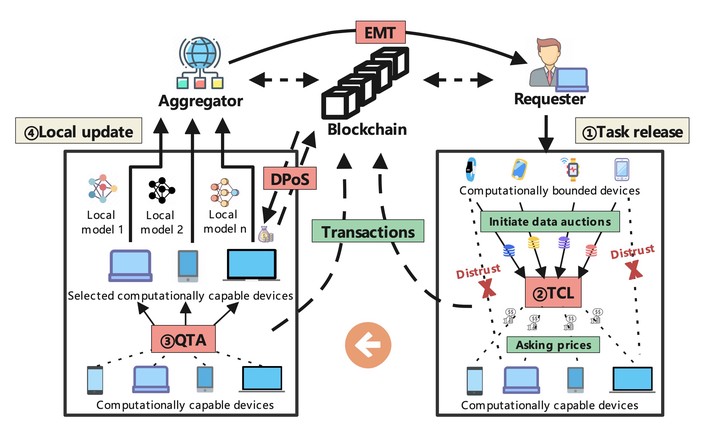 EMT
Aggregator
Blockchain
Requester
④Local update
①Task release
DPoS
Local
model 1
Local
model 2
Local
model n
Selected computationally capable devices
③QTA
Computationally capable devices
Transactions
Computationally bounded devices
Initiate data auctions
Distrust
Distrust
②TCL
Asking prices
Computationally capable devices